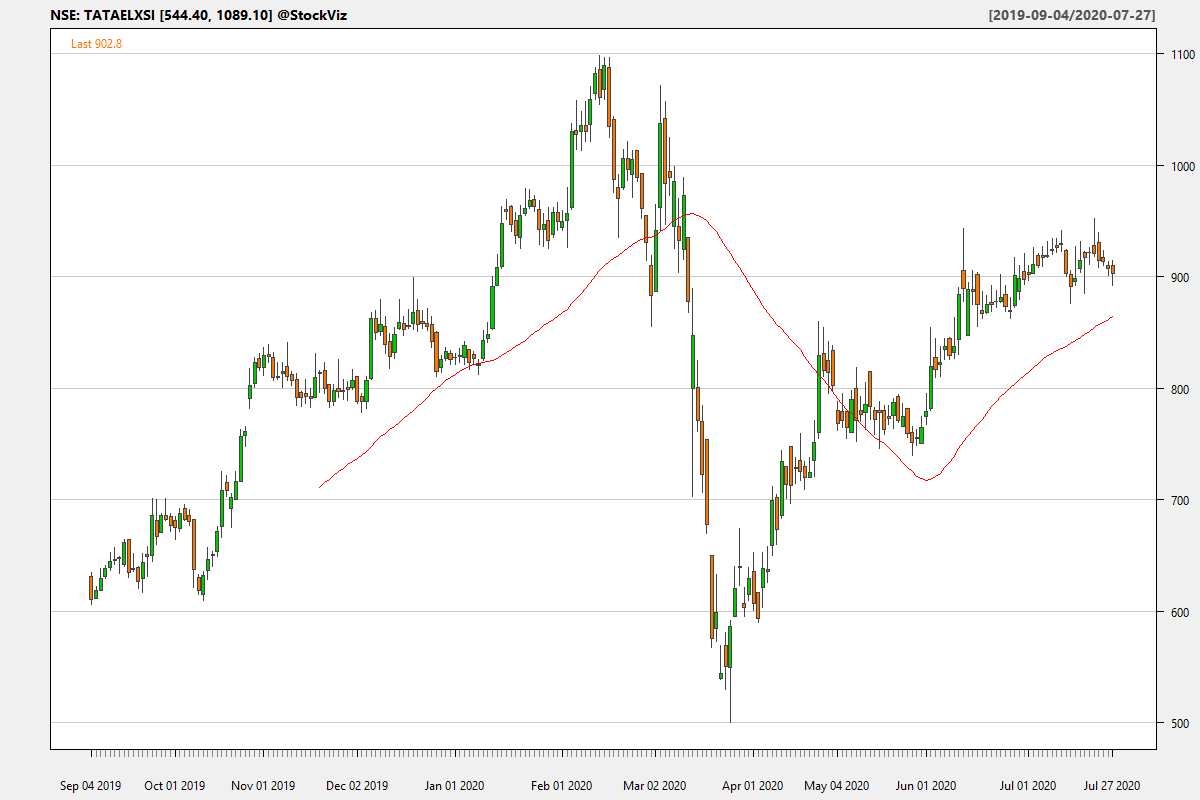 NSE: TATAELXSI [544.40, 1089.10] @StockViz
[2019-09-04/2020-07-27]
Last 902.8
1100
1000
900
800
700
600
500
Sep 04 2019 Oct 01 2019 Nov 01 2019 Dec 02 2019 Jan 01 2020 Feb 01 2020 Mar 02 2020 Apr 01 2020 May 04 2020 Jun 01 2020 Jul 01 2020 Jul 27 2020